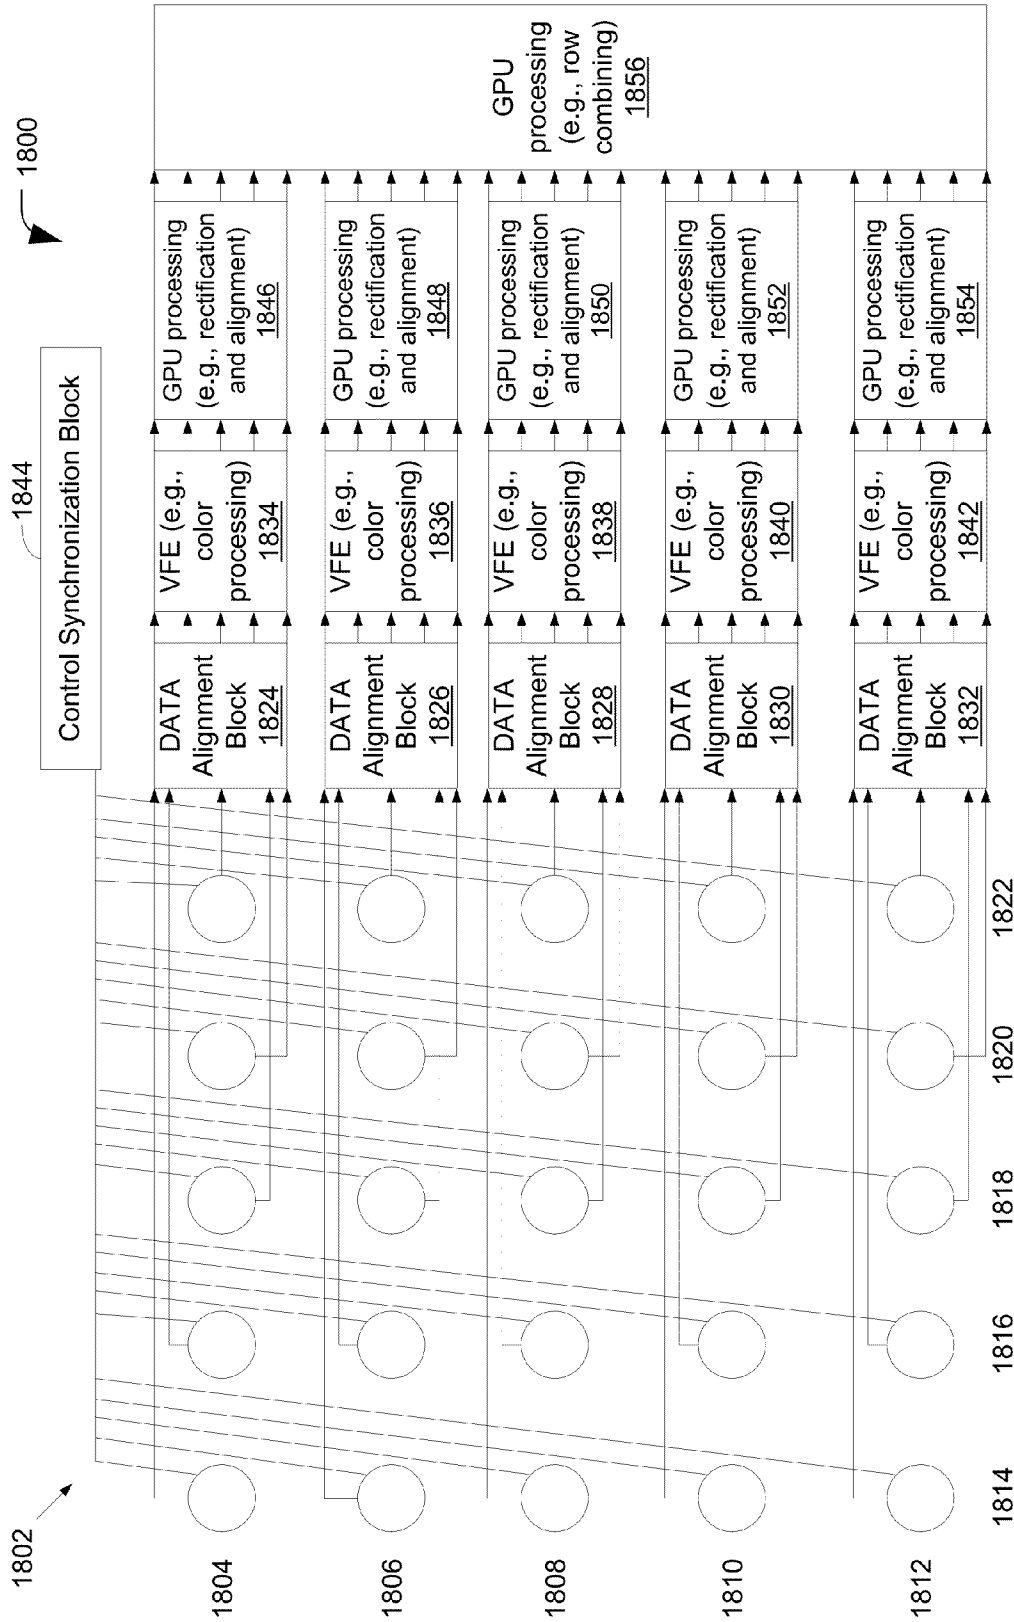 1800
1802
1844
Control Synchronization Block
1804
1806
1808
1810
1812
1814
1816
1818
1820
1822
DATA
Alignment
Block
1824
VFE (e.g.,
color
processing)
1834
GPU processing
(e.g., rectification
and alignment)
1846
DATA
Alignment
Block
1826
VFE (e.g.,
color
processing)
1836
GPU processing
(e.g., rectification
and alignment)
1848
DATA
Alignment
Block
1828
VFE (e.g.,
color
processing)
1838
GPU processing
(e.g., rectification
and alignment)
1850
DATA
Alignment
Block
1830
VFE (e.g.,
color
processing)
1840
GPU processing
(e.g., rectification
and alignment)
1852
DATA
Alignment
Block
1832
VFE (e.g.,
color
processing)
1842
GPU processing
(e.g., rectification
and alignment)
1854
GPU
processing
(e.g., row
combining)
1856